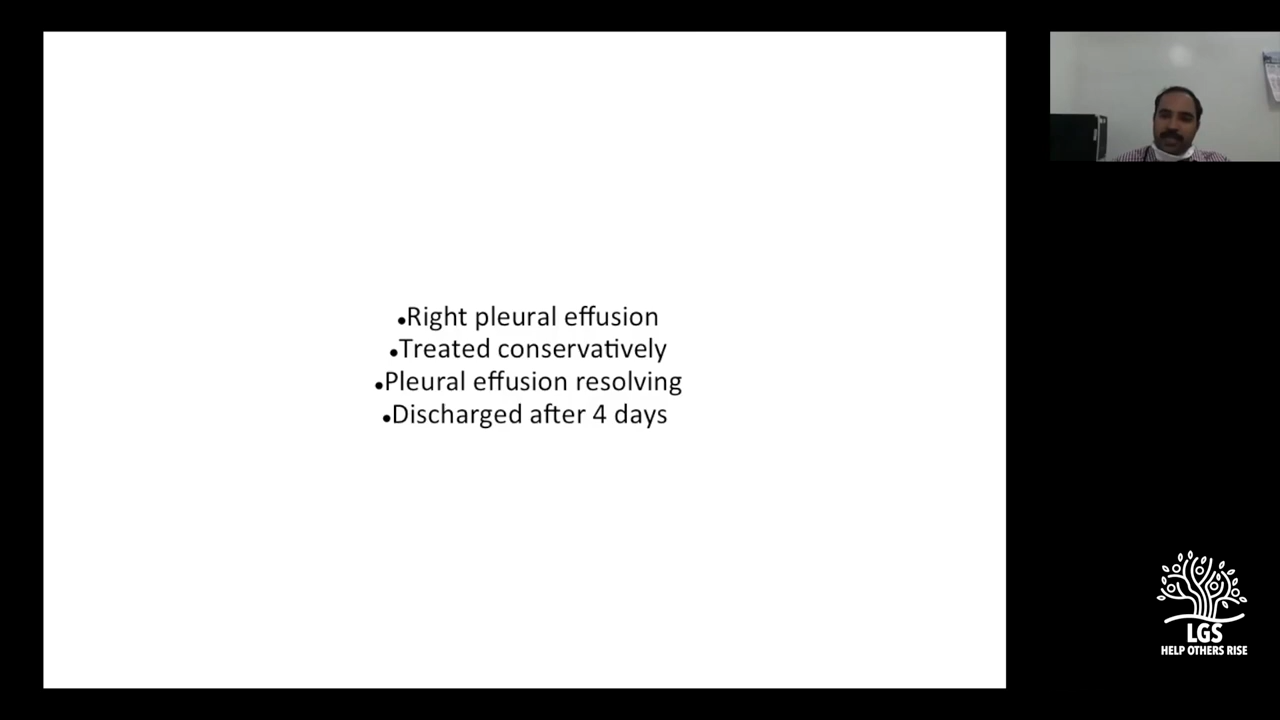 •Right pleural effusion
•Treated conservatively
•Pleural effusion resolving
•Discharged after 4 days
LGS
HELP OTHERS RISE